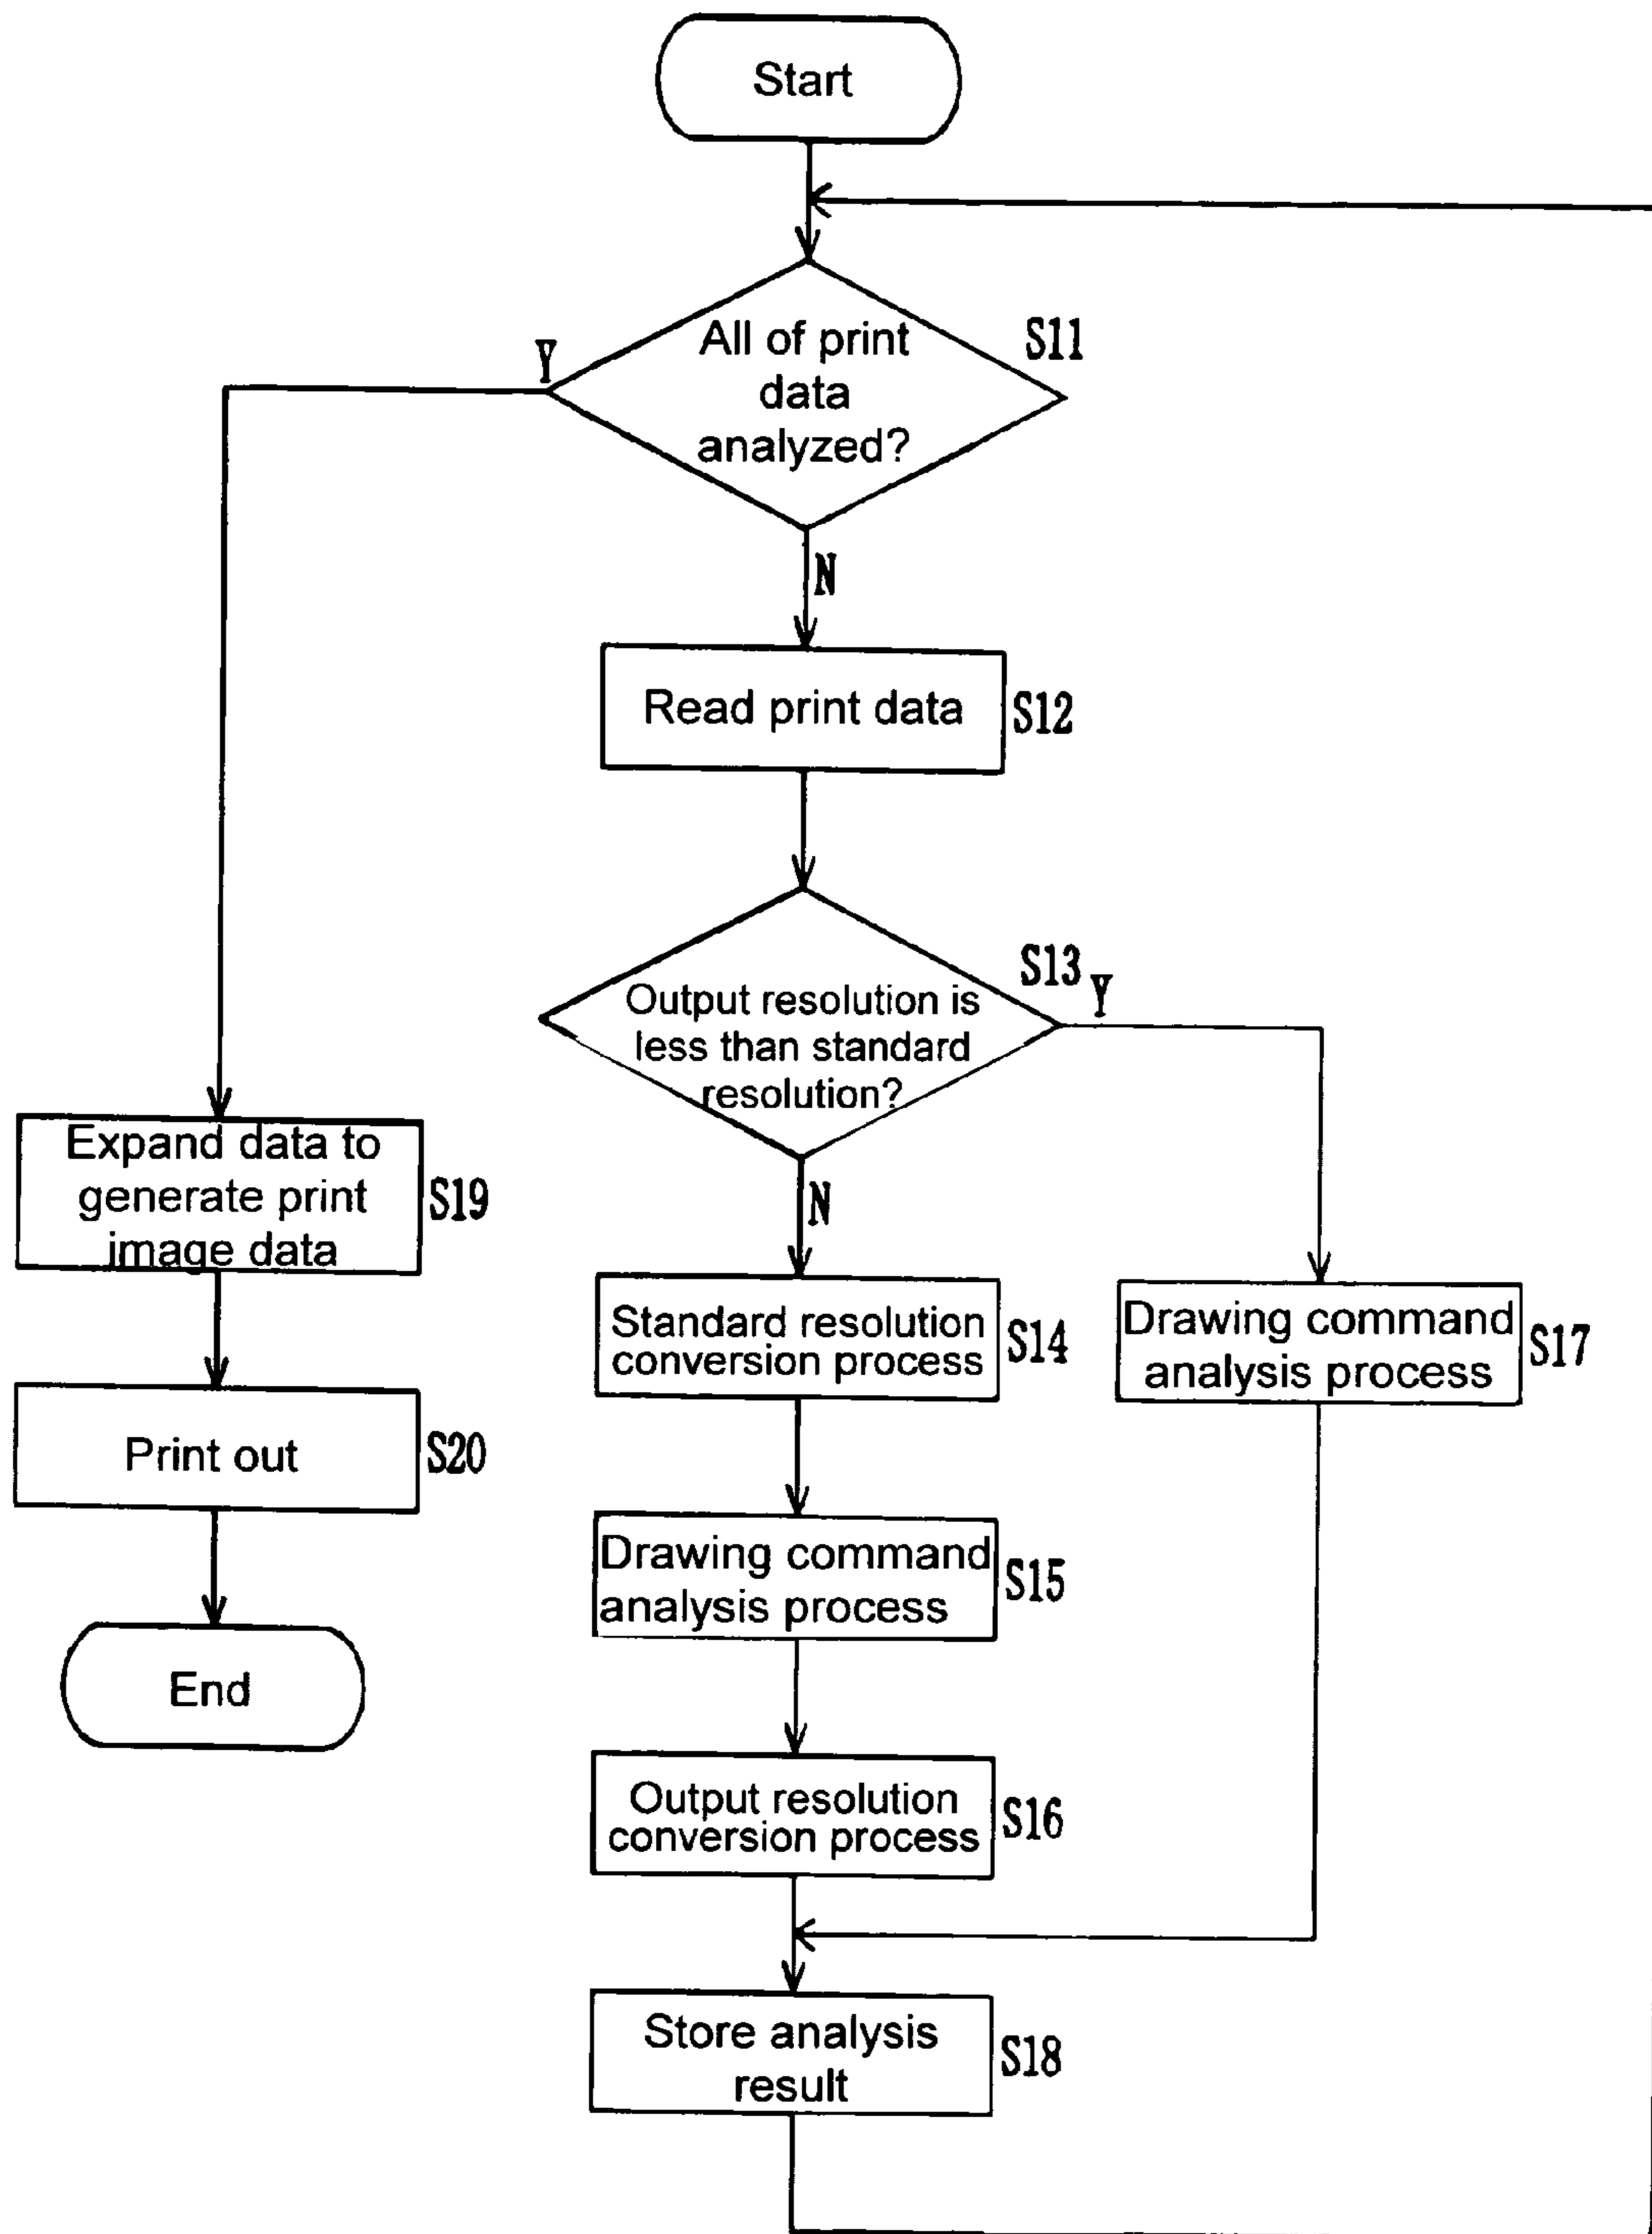 Start
All of print
data
analyzed?
S11
Y
N
Read print data
S12
Output resolution is
less than standard
resolution?
S13
Y
N
Expand data to
generate print
image data
S19
Standard resolution
conversion process
S14
Drawing command
analysis process
S17
Print out
S20
Drawing command
analysis process
S15
End
Output resolution
conversion process
S16
Store analysis
result
S18